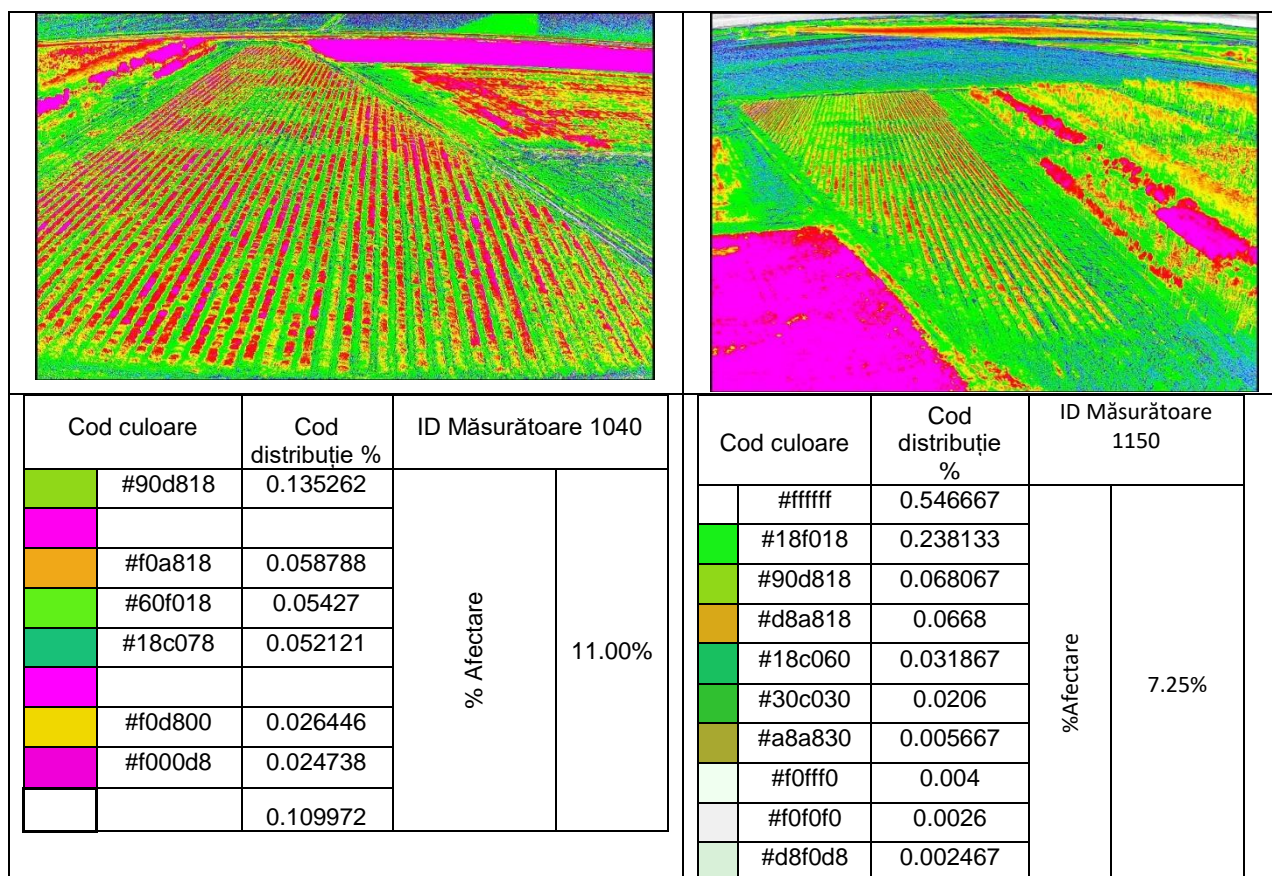 Cod culoare Cod distribuție % ID Măsurătoare 1040
#90d818 0.135262
#f0a818 0.058788
#60f018 0.05427
#18c078 0.052121
#f0d800 0.026446
#f000d8 0.024738
0.109972
% Afectare
11.00%
Cod culoare Cod distribuție % ID Măsurătoare 1150
#ffffff 0.546667
#18f018 0.238133
#90d818 0.068067
#d8a818 0.0668
#18c060 0.031867
#30c030 0.0206
#a8a830 0.005667
#f0fff0 0.004
#f0f0f0 0.0026
#d8f0d8 0.002467
%Afectare
7.25%